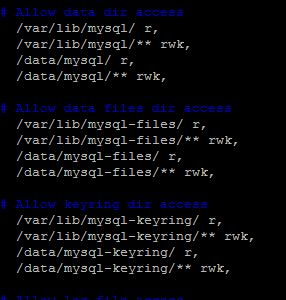 # Allow data dir access
/var/lib/mysql/ r,
/var/lib/mysql/** rwk,
/data/mysql/ r,
/data/mysql/** rwk,
# Allow data files dir access
/var/lib/mysql-files/ r,
/var/lib/mysql-files/** rwk,
/data/mysql-files/ r,
/data/mysql-files/** rwk,
# Allow keyring dir access
/var/lib/mysql-keyring/ r,
/var/lib/mysql-keyring/** rwk,
/data/mysql-keyring/ r,
/data/mysql-keyring/** rwk,